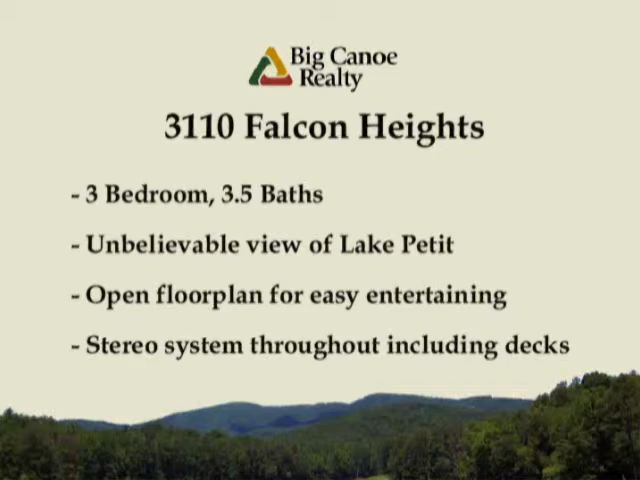 Big Canoe
Realty
3110 Falcon Heights
- 3 Bedroom, 3.5 Baths
- Unbelievable view of Lake Petit
- Open floorplan for easy entertaining
- Stereo system throughout including decks